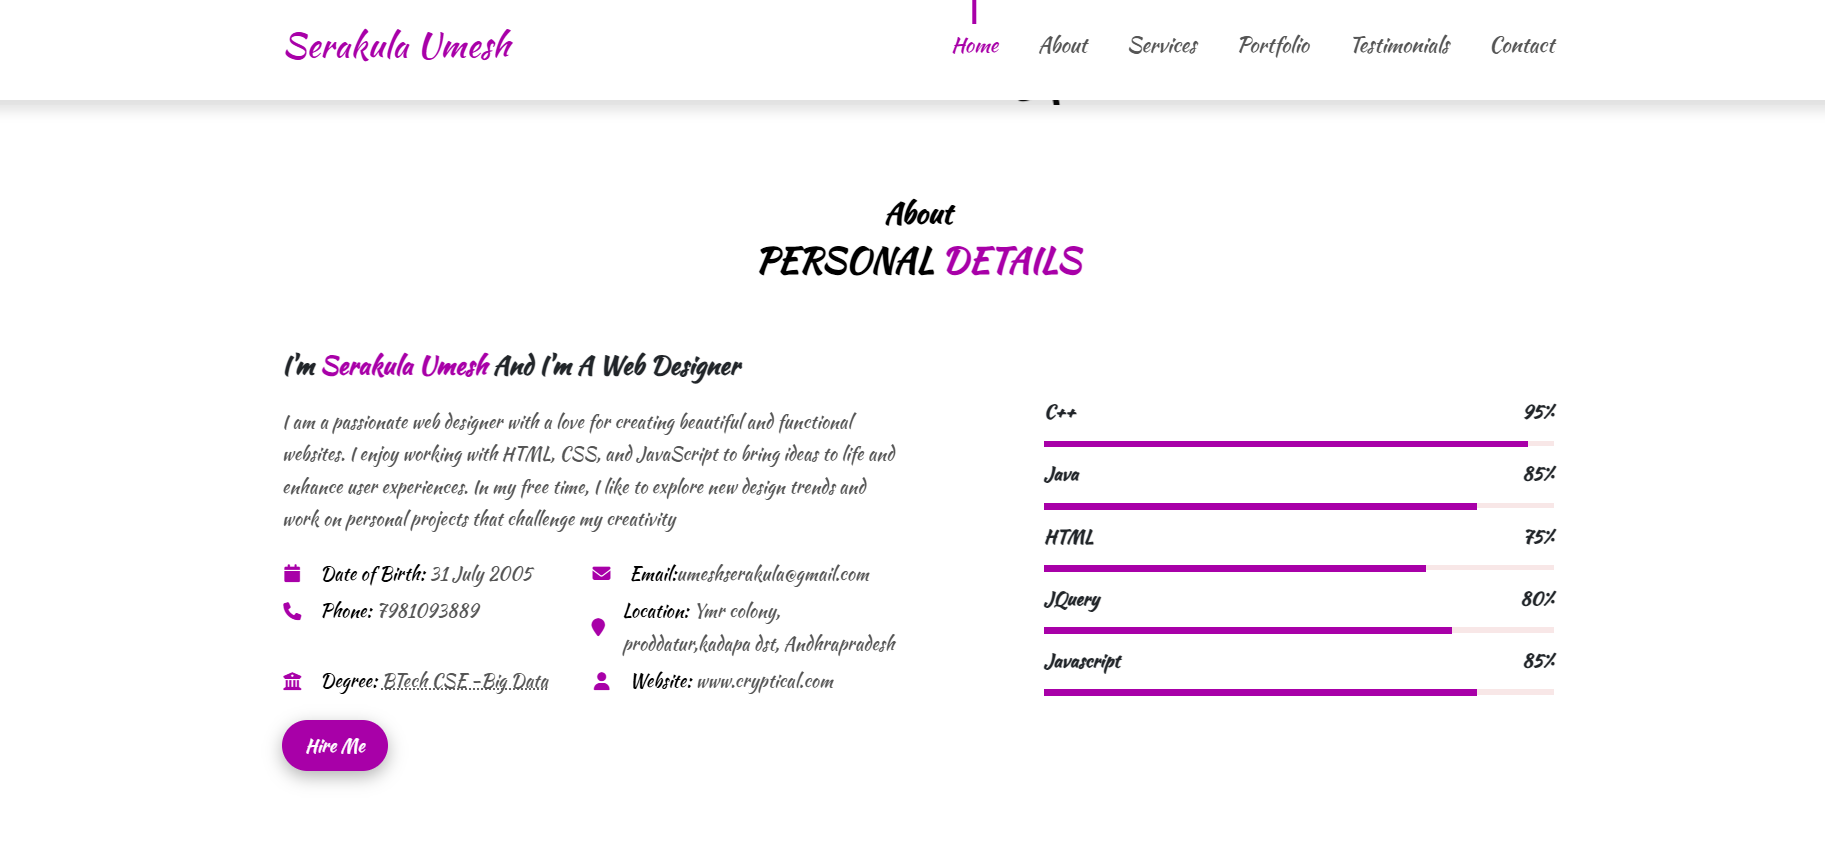 Serakula Umesh
Home About Services Portfolio Testimonials Contact
About
PERSONAL DETAILS
I'm Serakula Umesh And I'm A Web Designer
I am a passionate web designer with a love for creating beautiful and functional
websites. I enjoy working with HTML, CSS, and JavaScript to bring ideas to life and
enhance user experiences. In my free time, I like to explore new design trends and
work on personal projects that challenge my creativity
Date of Birth: 31 July 2005
Email:umeshserakula@gmail.com
Phone: 7981093889
Location: Ymr colony,
proddatur,kadapa dst, Andhrapradesh
Degree: BTech CSE -Big Data
Website: www.cryptical.com
Hire Me
C++ 95%
Java 85%
HTML 75%
JQuery 80%
Javascript 85%